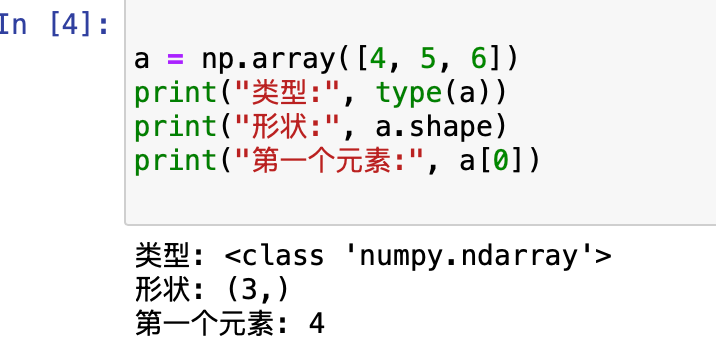 In [4]:
a = np.array([4, 5, 6])
print("类型:", type(a))
print("形状:", a.shape)
print("第一个元素:", a[0])
类型: <class 'numpy.ndarray'>
形状: (3,)
第一个元素: 4